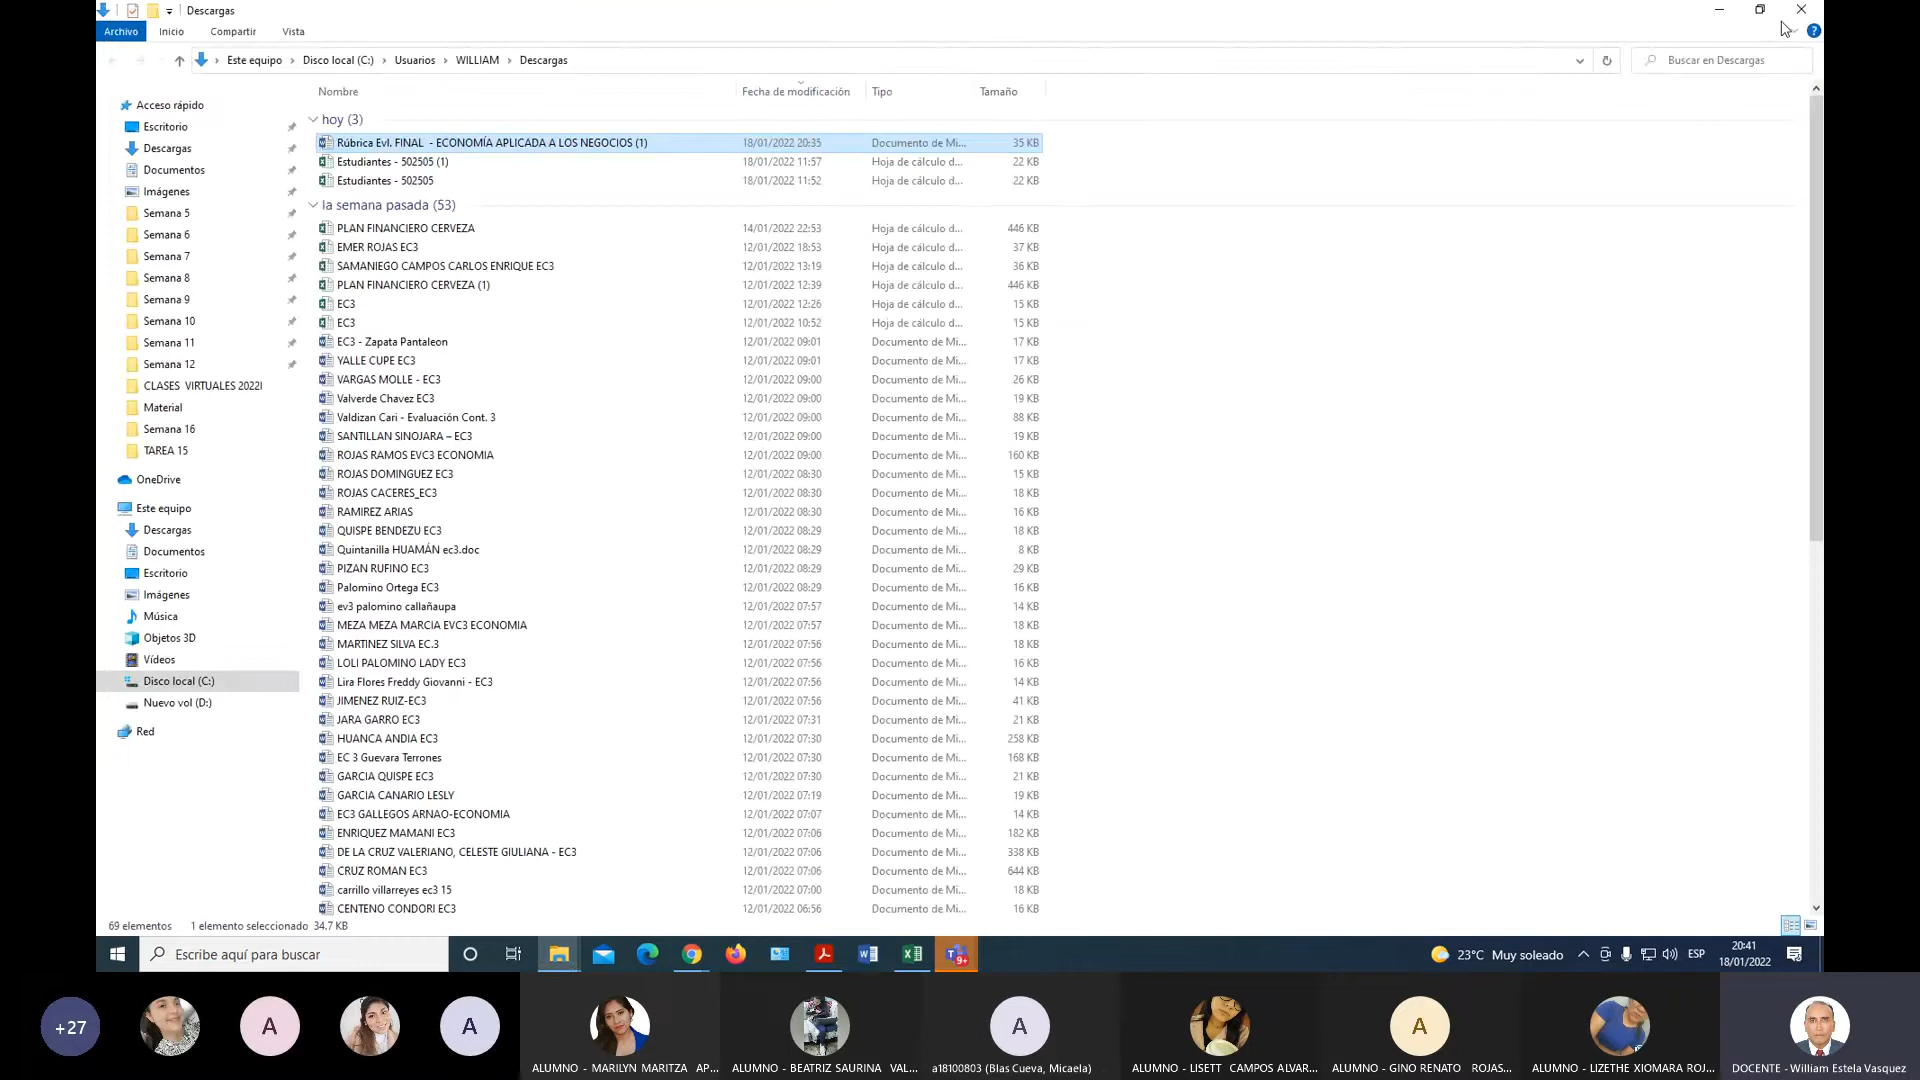 Descargas
Archivo Inicio Compartir Vista
Este equipo > Disco local (C:) > Usuarios > WILLIAM > Descargas
Buscar en Descargas
Nombre Fecha de modificación Tipo Tamaño
Acceso rápido
Escritorio
Descargas
Documentos
Imágenes
Semana 5
Semana 6
Semana 7
Semana 8
Semana 9
Semana 10
Semana 11
Semana 12
CLASES VIRTUALES 2022I
Material
Semana 16
TAREA 15
OneDrive
Este equipo
Descargas
Documentos
Escritorio
Imágenes
Música
Objetos 3D
Vídeos
Disco local (C:)
Nuevo vol (D:)
Red
hoy (3)
Rúbrica Evl. FINAL - ECONOMÍA APLICADA A LOS NEGOCIOS (1) 18/01/2022 20:35 Documento de Mi... 35 KB
Estudiantes - 502505 (1) 18/01/2022 11:57 Hoja de cálculo d... 22 KB
Estudiantes - 502505 18/01/2022 11:52 Hoja de cálculo d... 22 KB
la semana pasada (53)
PLAN FINANCIERO CERVEZA 14/01/2022 22:53 Hoja de cálculo d... 446 KB
EMER ROJAS EC3 12/01/2022 18:53 Hoja de cálculo d... 37 KB
SAMANIEGO CAMPOS CARLOS ENRIQUE EC3 12/01/2022 13:19 Hoja de cálculo d... 36 KB
PLAN FINANCIERO CERVEZA (1) 12/01/2022 12:39 Hoja de cálculo d... 446 KB
EC3 12/01/2022 12:26 Hoja de cálculo d... 15 KB
EC3 12/01/2022 10:52 Hoja de cálculo d... 15 KB
EC3 - Zapata Pantaleon 12/01/2022 09:01 Documento de Mi... 17 KB
YALLE CUPE EC3 12/01/2022 09:01 Documento de Mi... 17 KB
VARGAS MOLLE - EC3 12/01/2022 09:00 Documento de Mi... 26 KB
Valverde Chavez EC3 12/01/2022 09:00 Documento de Mi... 19 KB
Valdizan Cari - Evaluación Cont. 3 12/01/2022 09:00 Documento de Mi... 88 KB
SANTILLAN SINOJARA – EC3 12/01/2022 09:00 Documento de Mi... 19 KB
ROJAS RAMOS EVC3 ECONOMIA 12/01/2022 09:00 Documento de Mi... 160 KB
ROJAS DOMINGUEZ EC3 12/01/2022 08:30 Documento de Mi... 15 KB
ROJAS CACERES_EC3 12/01/2022 08:30 Documento de Mi... 18 KB
RAMIREZ ARIAS 12/01/2022 08:30 Documento de Mi... 16 KB
QUISPE BENDEZU EC3 12/01/2022 08:29 Documento de Mi... 18 KB
Quintanilla HUAMÁN ec3.doc 12/01/2022 08:29 Documento de Mi... 8 KB
PIZAN RUFINO EC3 12/01/2022 08:29 Documento de Mi... 29 KB
Palomino Ortega EC3 12/01/2022 08:29 Documento de Mi... 16 KB
ev3 palomino callañaupa 12/01/2022 07:57 Documento de Mi... 14 KB
MEZA MEZA MARCIA EVC3 ECONOMIA 12/01/2022 07:57 Documento de Mi... 18 KB
MARTINEZ SILVA EC.3 12/01/2022 07:56 Documento de Mi... 18 KB
LOLI PALOMINO LADY EC3 12/01/2022 07:56 Documento de Mi... 16 KB
Lira Flores Freddy Giovanni - EC3 12/01/2022 07:56 Documento de Mi... 14 KB
JIMENEZ RUIZ-EC3 12/01/2022 07:56 Documento de Mi... 41 KB
JARA GARRO EC3 12/01/2022 07:31 Documento de Mi... 21 KB
HUANCA ANDIA EC3 12/01/2022 07:30 Documento de Mi... 258 KB
EC 3 Guevara Terrones 12/01/2022 07:30 Documento de Mi... 168 KB
GARCIA QUISPE EC3 12/01/2022 07:30 Documento de Mi... 21 KB
GARCIA CANARIO LESLY 12/01/2022 07:19 Documento de Mi... 19 KB
EC3 GALLEGOS ARNAO-ECONOMIA 12/01/2022 07:07 Documento de Mi... 14 KB
ENRIQUEZ MAMANI EC3 12/01/2022 07:06 Documento de Mi... 182 KB
DE LA CRUZ VALERIANO, CELESTE GIULIANA - EC3 12/01/2022 07:06 Documento de Mi... 338 KB
CRUZ ROMAN EC3 12/01/2022 07:06 Documento de Mi... 644 KB
carrillo villarreyes ec3 15 12/01/2022 07:00 Documento de Mi... 18 KB
CENTENO CONDORI EC3 12/01/2022 06:56 Documento de Mi... 16 KB
69 elementos 1 elemento seleccionado 34.7 KB
Escribe aquí para buscar
9+
23°C Muy soleado
ESP
20:41
18/01/2022
+27 A A A A
ALUMNO - MARILYN MARITZA AP... ALUMNO - BEATRIZ SAURINA VAL... a18100803 (Blas Cueva, Micaela) ALUMNO - LISETT CAMPOS ALVAR... ALUMNO - GINO RENATO ROJAS... ALUMNO - LIZETHE XIOMARA ROJ... DOCENTE - William Estela Vasquez